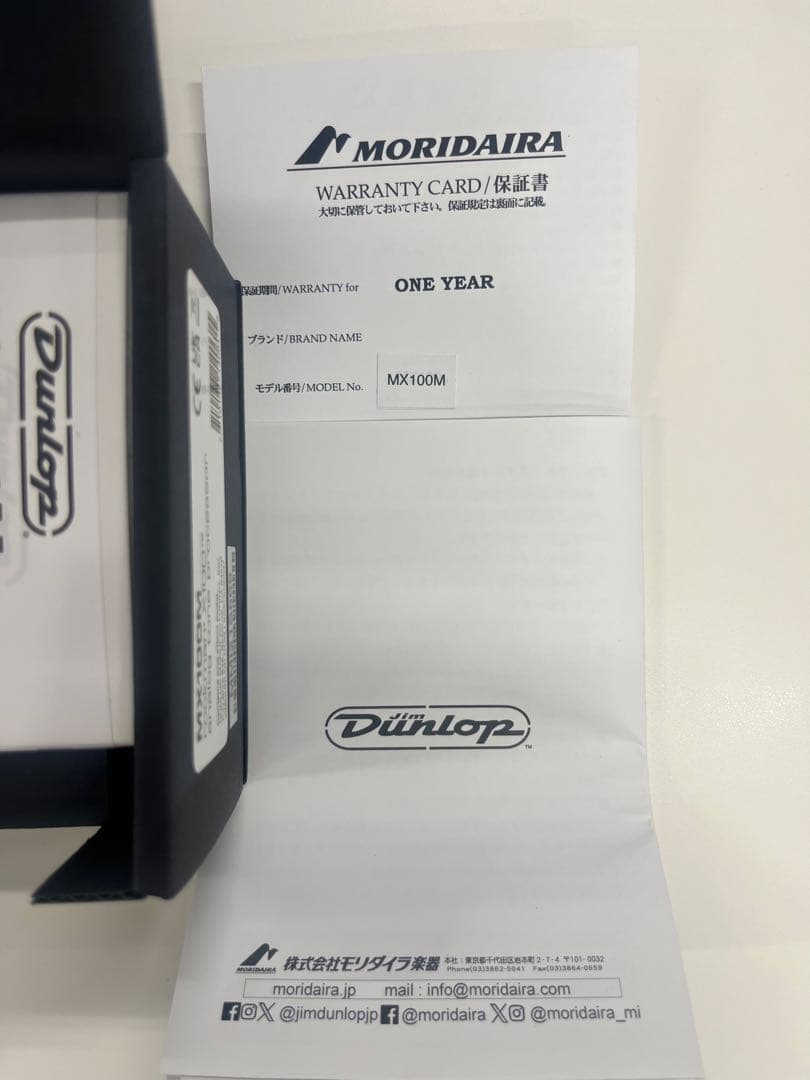 MORIDAIRA
WARRANTY CARD/保証書
大切に保管しておいて下さい。保証規定は裏面に記載。
保証期間/WARRANTY for ONE YEAR
ブランド/BRAND NAME
モデル番号/MODEL No. MX100M
Jim Dunlop TM
MORIDAIRA 株式会社モリダイラ楽器 本社：東京都千代田区岩本町2-7-4 〒101-0032
Phone(03)3862-5041 Fax(03)3864-0659
moridaira.jp mail : info@moridaira.com
@jimdunlopjp @moridaira @moridaira_mi
Dunlop
MX100M